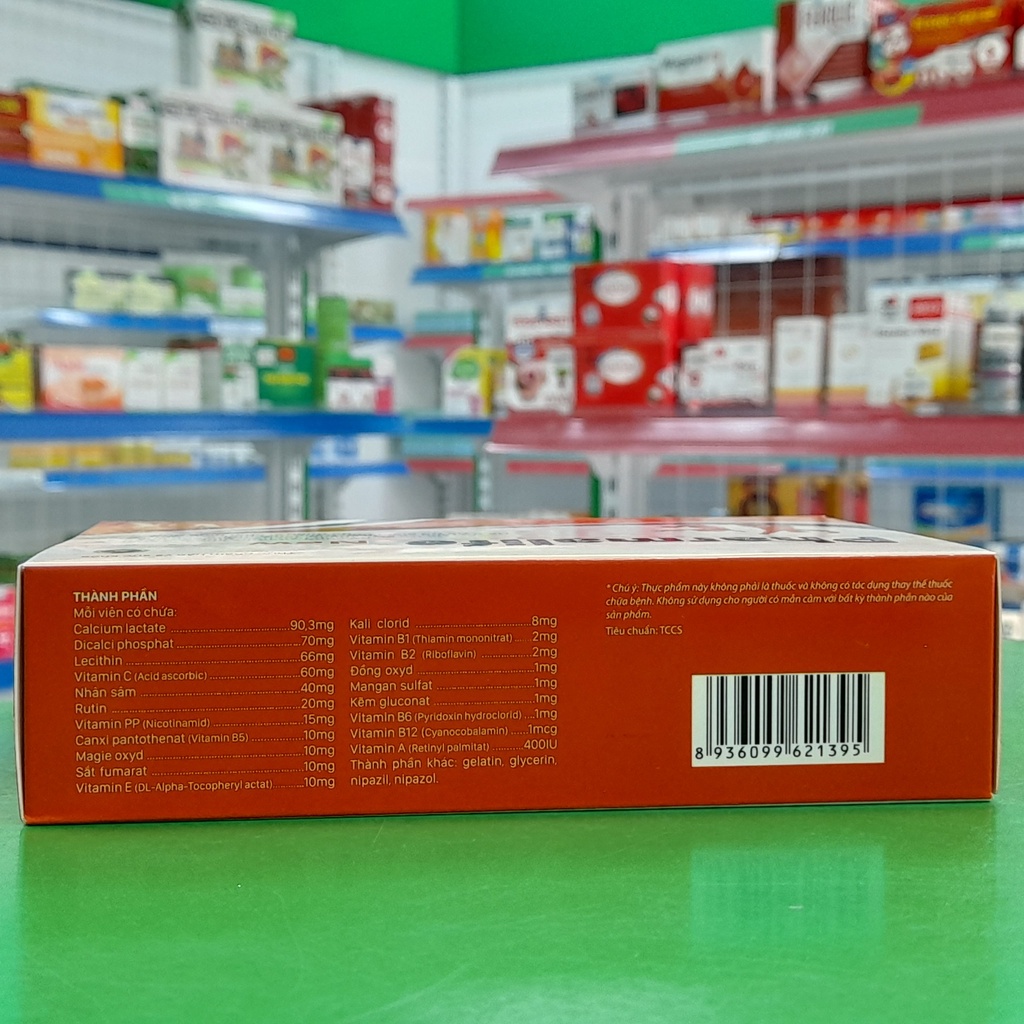 THÀNH PHẦN
Mỗi viên có chứa:
Calcium lactate ........ 90,3mg
Dicalci phosphat ........ 70mg
Lecithin ........ 66mg
Vitamin C (Acid ascorbic) ........ 60mg
Nhân sâm ........ 40mg
Rutin ........ 20mg
Vitamin PP (Nicotinamid) ........ 15mg
Canxi pantothenat (Vitamin B5) ........ 10mg
Magie oxyd ........ 10mg
Sắt fumarat ........ 10mg
Vitamin E (DL-Alpha-Tocopheryl actat) ........ 10mg
Kali clorid ........ 8mg
Vitamin B1 (Thiamin mononitrat) ..... 2mg
Vitamin B2 (Riboflavin) ........ 2mg
Đồng oxyd ........ 1mg
Mangan sulfat ........ 1mg
Kẽm gluconat ........ 1mg
Vitamin B6 (Pyridoxin hydroclorid) ... 1mg
Vitamin B12 (Cyanocobalamin) ..... 1mcg
Vitamin A (Retinyl palmitat) ........ 400IU
Thành phần khác: gelatin, glycerin,
nipazil, nipazol.
* Chú ý: Thực phẩm này không phải là thuốc và không có tác dụng thay thế thuốc
chữa bệnh. Không sử dụng cho người có mẫn cảm với bất kỳ thành phần nào của
sản phẩm.
Tiêu chuẩn: TCCS
8 936099 621395